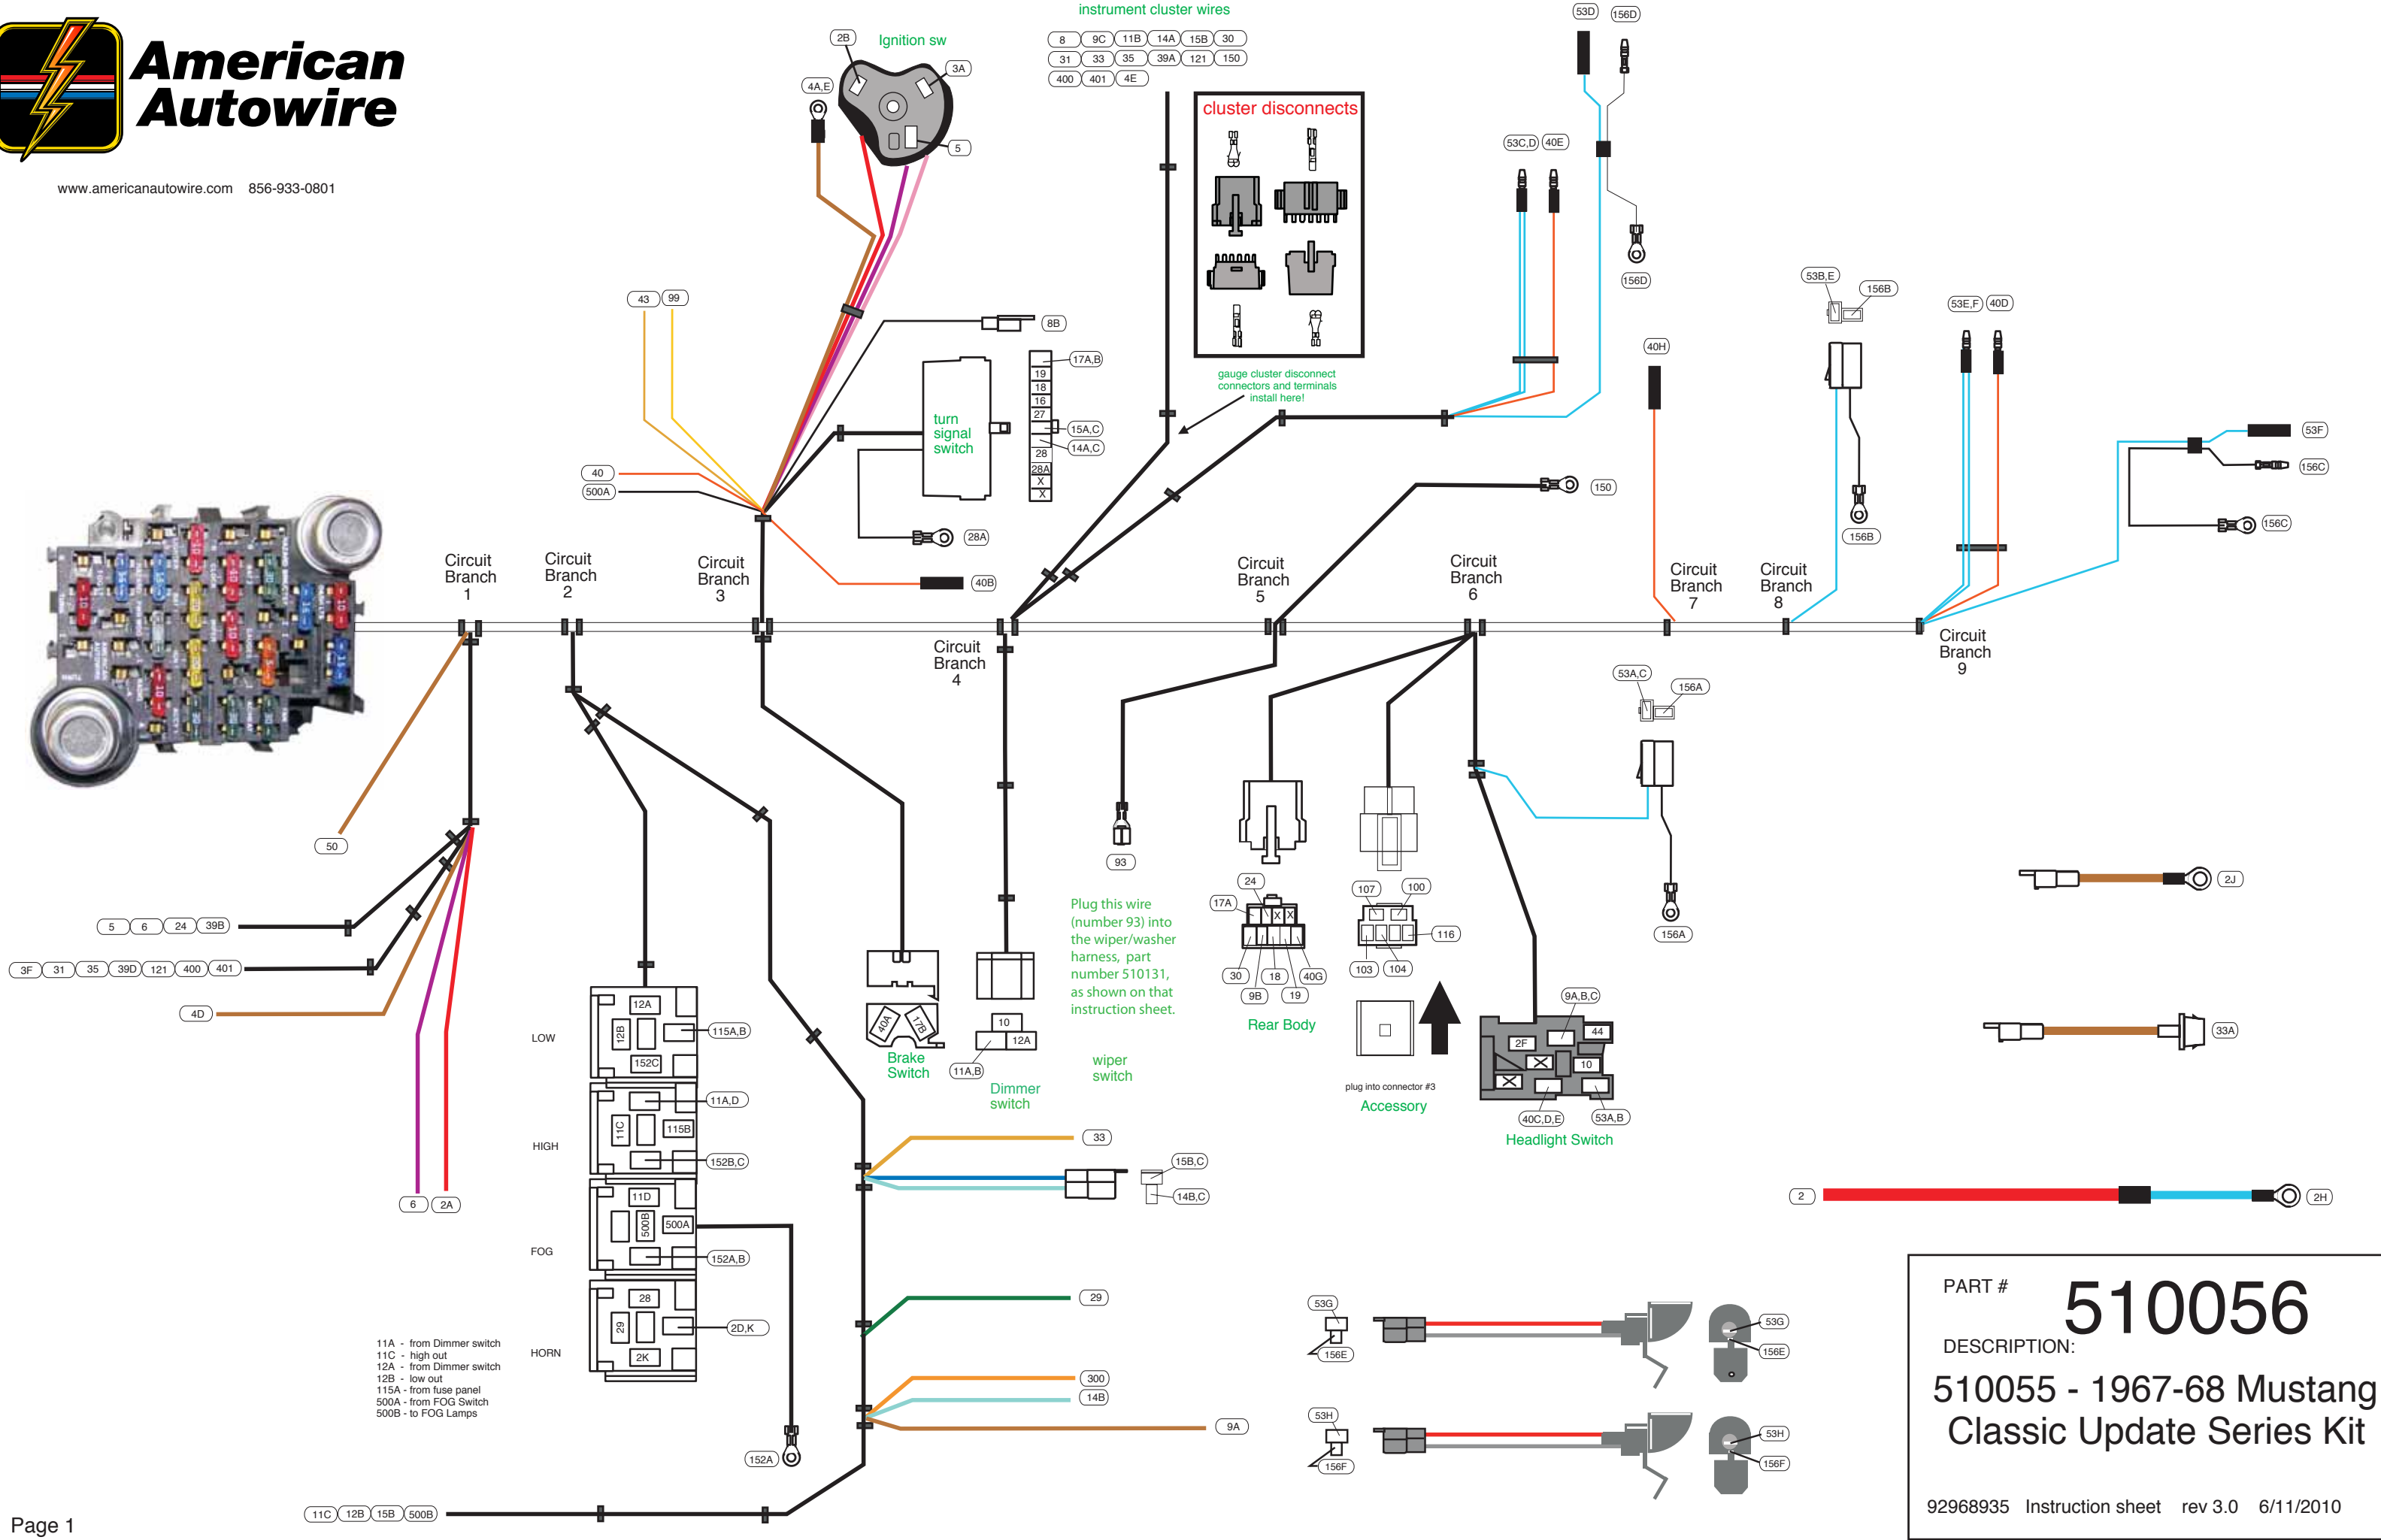 American
Autowire
www.americanautowire.com 856-933-0801
instrument cluster wires
8 9C 11B 14A 15B 30
31 33 35 39A 121 150
400 401 4E
Ignition sw
2B
3A
4A,E
5
cluster disconnects
gauge cluster disconnect
connectors and terminals
install here!
53D 156D
53C,D 40E
156D
53B,E
156B
156B
53E,F 40D
40H
53F
156C
156C
43 99
40
500A
8B
turn
signal
switch
17A,B
19
18
16
27
15A,C
14A,C
28
28A
X
X
28A
40B
150
Circuit
Branch
1
Circuit
Branch
2
Circuit
Branch
3
Circuit
Branch
4
Circuit
Branch
5
Circuit
Branch
6
Circuit
Branch
7
Circuit
Branch
8
Circuit
Branch
9
50
5 6 24 39B
3F 31 35 39D 121 400 401
4D
6 2A
LOW
12A
12B
152C
115A,B
HIGH
11A,D
11C
115B
152B,C
FOG
11D
500B
500A
152A,B
HORN
28
29
2D,K
2K
11A - from Dimmer switch
11C - high out
12A - from Dimmer switch
12B - low out
115A - from fuse panel
500A - from FOG Switch
500B - to FOG Lamps
152A
11C 12B 15B 500B
40A
17B
Brake
Switch
10
12A
11A,B
Dimmer
switch
93
Plug this wire
(number 93) into
the wiper/washer
harness, part
number 510131,
as shown on that
instruction sheet.
wiper
switch
24
17A
X X
30
9B
18
19
40G
Rear Body
107
100
116
103
104
plug into connector #3
Accessory
53A,C
156A
156A
9A,B,C
44
2F
X
10
X
40C,D,E
53A,B
Headlight Switch
33
15B,C
14B,C
29
300
14B
9A
2J
33A
2
2H
53G
156E
53G
156E
53H
156F
53H
156F
PART #
510056
DESCRIPTION:
510055 - 1967-68 Mustang
Classic Update Series Kit
92968935 Instruction sheet rev 3.0 6/11/2010
Page 1